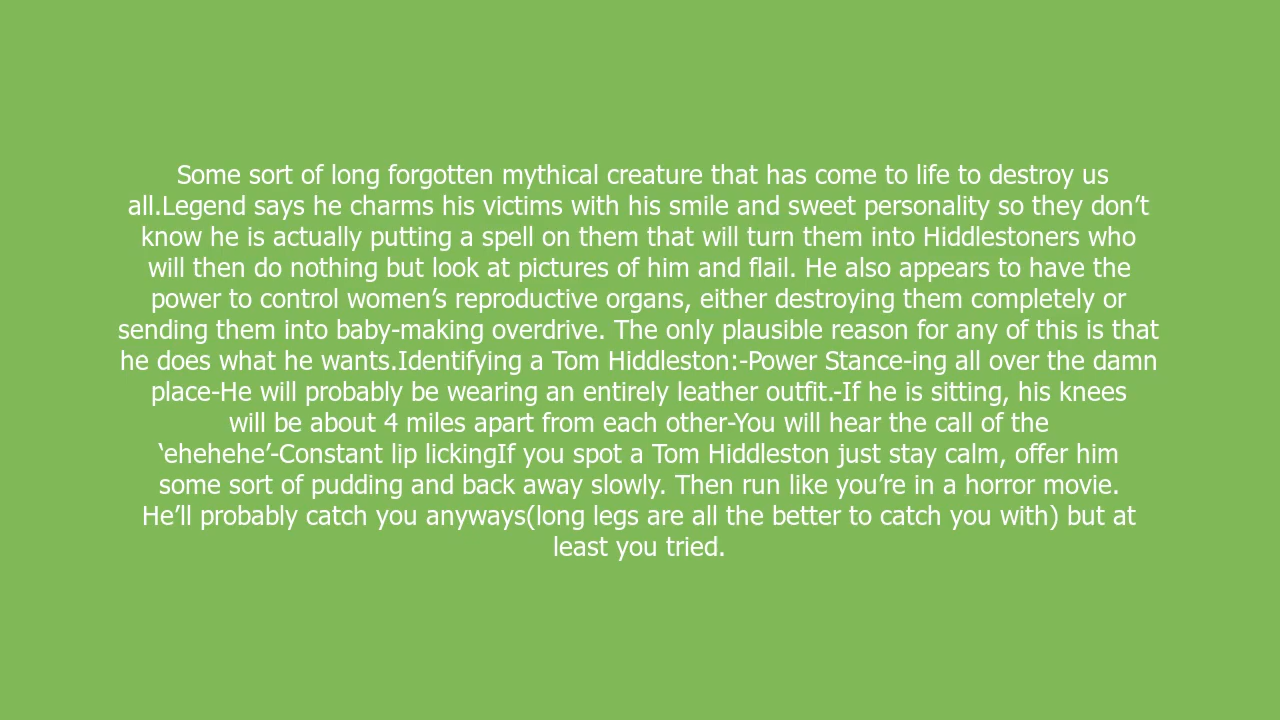 Some sort of long forgotten mythical creature that has come to life to destroy us
all.Legend says he charms his victims with his smile and sweet personality so they don’t
know he is actually putting a spell on them that will turn them into Hiddlestoners who
will then do nothing but look at pictures of him and flail. He also appears to have the
power to control women’s reproductive organs, either destroying them completely or
sending them into baby-making overdrive. The only plausible reason for any of this is that
he does what he wants.Identifying a Tom Hiddleston:-Power Stance-ing all over the damn
place-He will probably be wearing an entirely leather outfit.-If he is sitting, his knees
will be about 4 miles apart from each other-You will hear the call of the
‘ehehehe’-Constant lip lickingIf you spot a Tom Hiddleston just stay calm, offer him
some sort of pudding and back away slowly. Then run like you’re in a horror movie.
He’ll probably catch you anyways(long legs are all the better to catch you with) but at
least you tried.